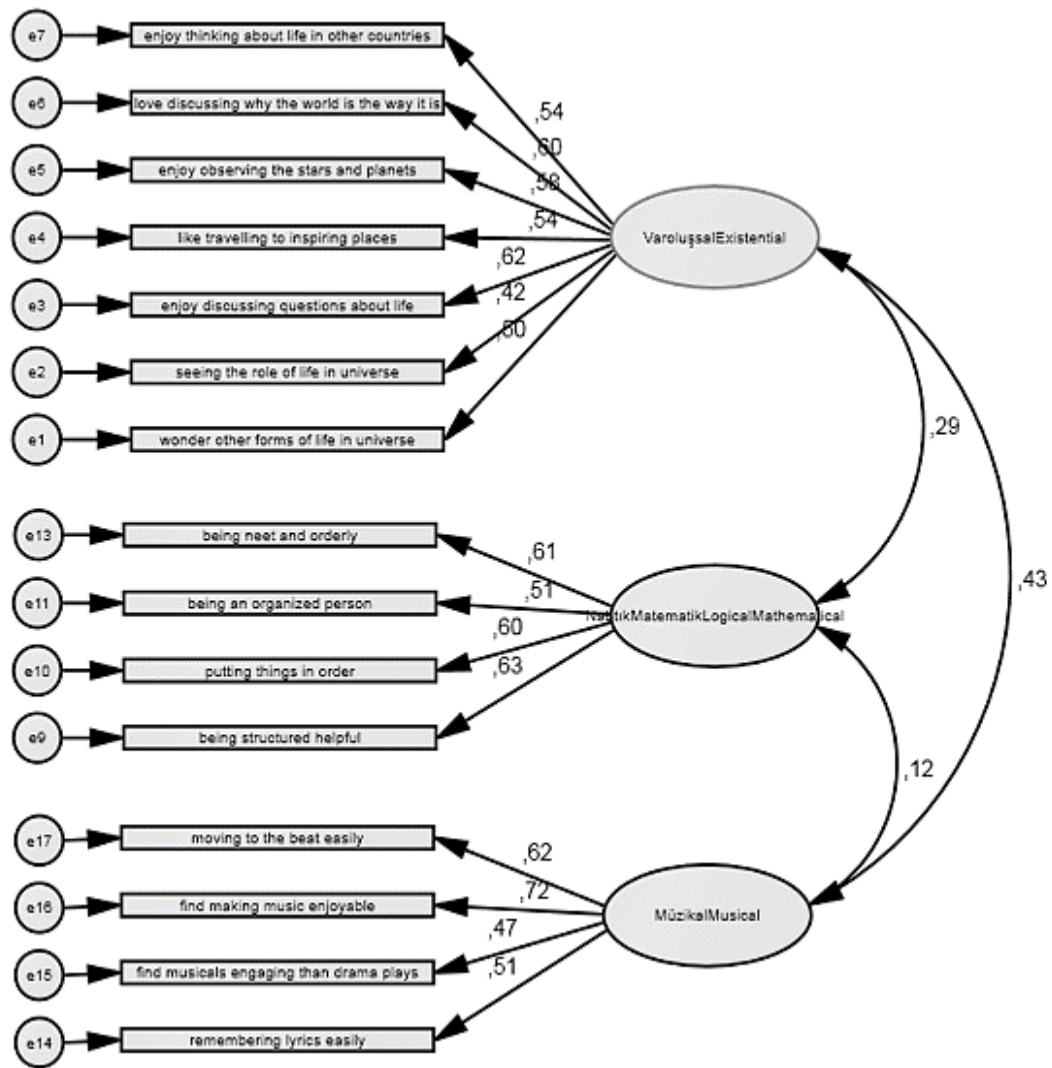 e7 enjoy thinking about life in other countries
,54
e6 love discussing why the world is the way it is
,60
e5 enjoy observing the stars and planets
,58
e4 like travelling to inspiring places
,54
VaroluşsalExistential
,62
e3 enjoy discussing questions about life
,42
,50
e2 seeing the role of life in universe
e1 wonder other forms of life in universe
,29
e13 being neet and orderly
,61
,43
e11 being an organized person
,51
e10 putting things in order
,60
,63
e9 being structured helpful
,12
e17 moving to the beat easily
,62
e16 find making music enjoyable
,72
MüzikalMusical
,47
e15 find musicals engaging than drama plays
,51
e14 remembering lyrics easily